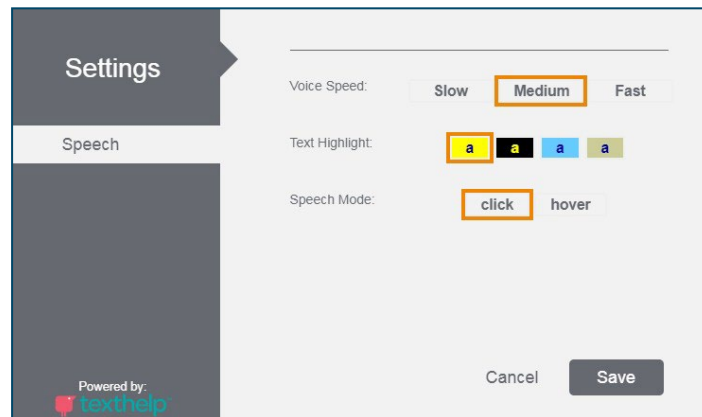 Settings
Speech
Voice Speed: Slow Medium Fast
Text Highlight: a a a a
Speech Mode: click hover
Cancel Save
Powered by:
texthelp